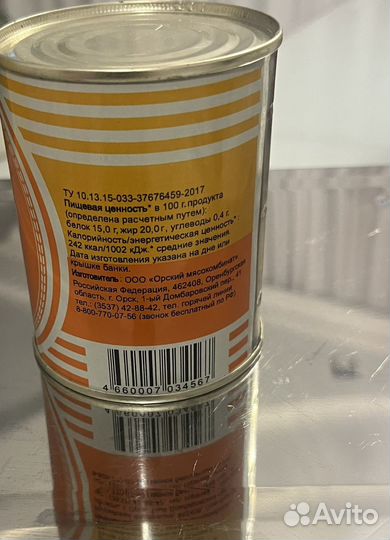 ТУ 10.13.15-033-37676459-2017
Пищевая ценность* в 100 г. продукта
(определена расчетным путем):
белок 15,0 г, жир 20,0 г, углеводы 0,4 г.
Калорийность/энергетическая ценность*:
242 ккал/1002 кДж.* средние значения.
Дата изготовления указана на дне или
крышке банки.
Изготовитель: ООО «Орский мясокомбинат»
Российская Федерация, 462408, Оренбургская
область, г. Орск, 1-ый Домбаровский пер., 41
тел. (3537) 42-88-42, тел. горячей линии
8-800-770-07-56 (звонок бесплатный по РФ)
4 660007 034567
Avito